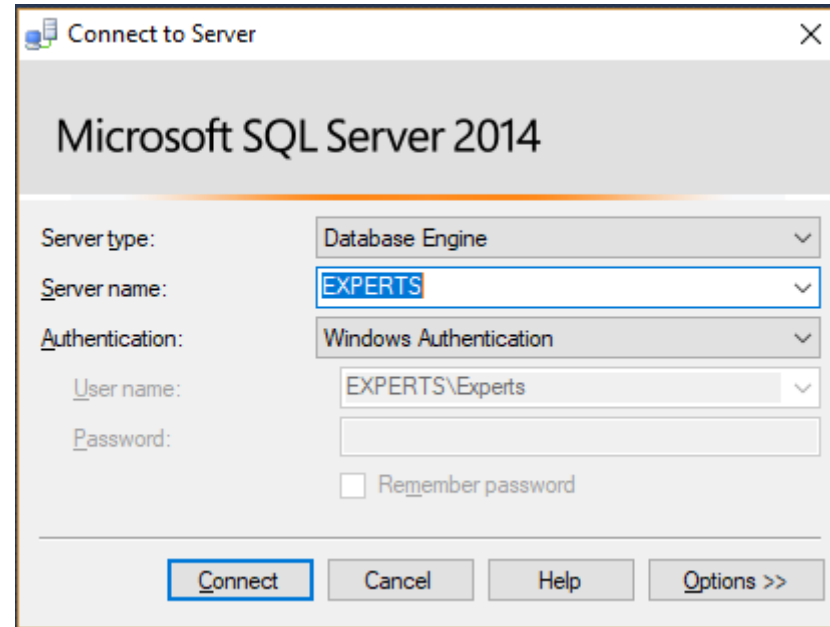 Connect to Server
Microsoft SQL Server 2014
Server type: Database Engine
Server name: EXPERTS
Authentication: Windows Authentication
User name: EXPERTS\Experts
Password:
Remember password
Connect Cancel Help Options >>